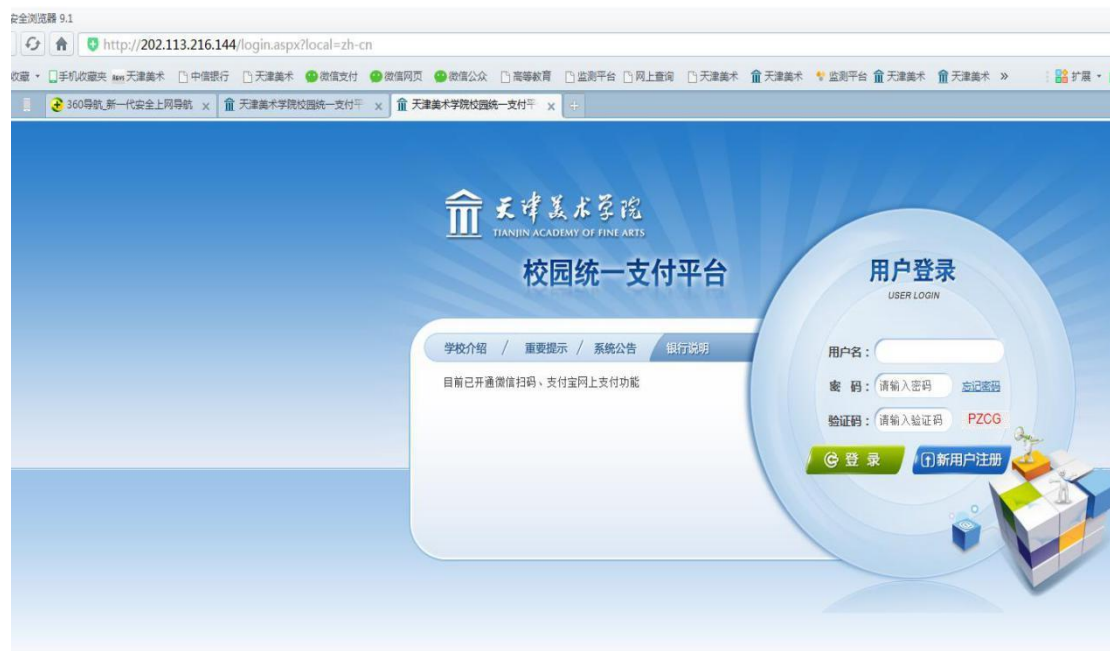 安全浏览器 9.1
http://202.113.216.144/login.aspx?local=zh-cn
收藏 手机收藏夹 天津美术 中信银行 天津美术 微信支付 微信网页 微信公众 高等教育 监测平台 网上查询 天津美术 天津美术 监测平台 天津美术 天津美术 » 扩展
360导航_新一代安全上网导航 x 天津美术学院校园统一支付平 x 天津美术学院校园统一支付平 x
天津美术学院
TIANJIN ACADEMY OF FINE ARTS
校园统一支付平台
用户登录
USER LOGIN
学校介绍 / 重要提示 / 系统公告 银行说明
目前已开通微信扫码、支付宝网上支付功能
用户名：
密 码： 请输入密码 忘记密码
验证码： 请输入验证码 PZCG
登 录 新用户注册